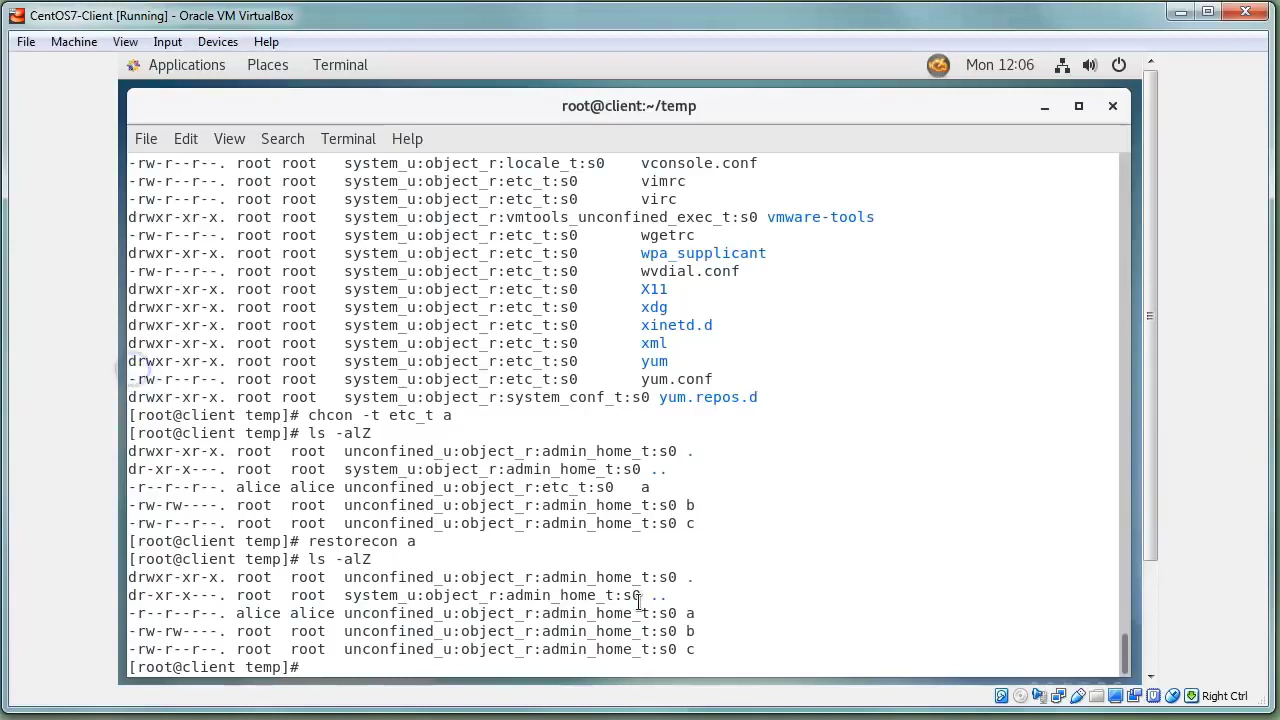 CentOS7-Client [Running] - Oracle VM VirtualBox
File Machine View Input Devices Help
Applications Places Terminal Mon 12:06
root@client:~/temp
File Edit View Search Terminal Help
-rw-r--r--. root root   system_u:object_r:locale_t:s0    vconsole.conf
-rw-r--r--. root root   system_u:object_r:etc_t:s0       vimrc
-rw-r--r--. root root   system_u:object_r:etc_t:s0       virc
drwxr-xr-x. root root   system_u:object_r:vmtools_unconfined_exec_t:s0 vmware-tools
-rw-r--r--. root root   system_u:object_r:etc_t:s0       wgetrc
drwxr-xr-x. root root   system_u:object_r:etc_t:s0       wpa_supplicant
-rw-r--r--. root root   system_u:object_r:etc_t:s0       wvdial.conf
drwxr-xr-x. root root   system_u:object_r:etc_t:s0       X11
drwxr-xr-x. root root   system_u:object_r:etc_t:s0       xdg
drwxr-xr-x. root root   system_u:object_r:etc_t:s0       xinetd.d
drwxr-xr-x. root root   system_u:object_r:etc_t:s0       xml
drwxr-xr-x. root root   system_u:object_r:etc_t:s0       yum
-rw-r--r--. root root   system_u:object_r:etc_t:s0       yum.conf
drwxr-xr-x. root root   system_u:object_r:system_conf_t:s0 yum.repos.d
[root@client temp]# chcon -t etc_t a
[root@client temp]# ls -alZ
drwxr-xr-x. root  root  unconfined_u:object_r:admin_home_t:s0 .
dr-xr-x---. root  root  system_u:object_r:admin_home_t:s0 ..
-r--r--r--. alice alice unconfined_u:object_r:etc_t:s0   a
-rw-rw----. root  root  unconfined_u:object_r:admin_home_t:s0 b
-rw-r--r--. root  root  unconfined_u:object_r:admin_home_t:s0 c
[root@client temp]# restorecon a
[root@client temp]# ls -alZ
drwxr-xr-x. root  root  unconfined_u:object_r:admin_home_t:s0 .
dr-xr-x---. root  root  system_u:object_r:admin_home_t:s0 ..
-r--r--r--. alice alice unconfined_u:object_r:admin_home_t:s0 a
-rw-rw----. root  root  unconfined_u:object_r:admin_home_t:s0 b
-rw-r--r--. root  root  unconfined_u:object_r:admin_home_t:s0 c
[root@client temp]#
Right Ctrl